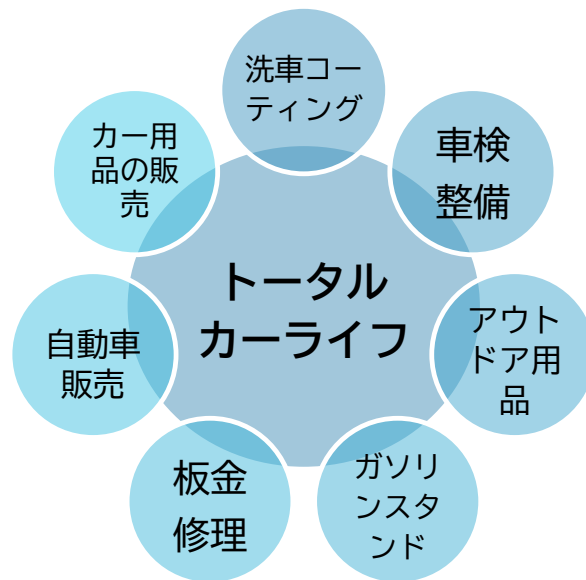 洗車コー
ティング
車検
整備
アウト
ドア用
品
ガソリ
ンスタ
ンド
板金
修理
自動車
販売
カー用
品の販
売
トータル
カーライフ